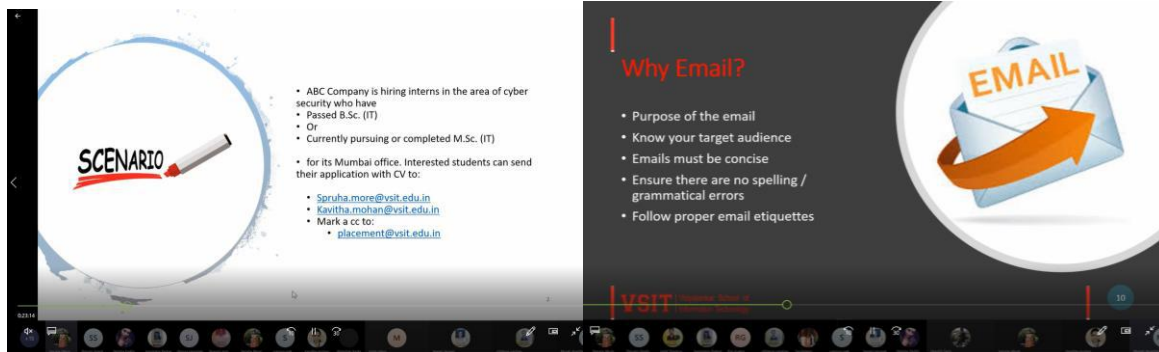 SCENARIO
• ABC Company is hiring interns in the area of cyber
security who have
• Passed B.Sc. (IT)
• Or
• Currently pursuing or completed M.Sc. (IT)
• for its Mumbai office. Interested students can send
their application with CV to:
• Spruha.more@vsit.edu.in
• Kavitha.mohan@vsit.edu.in
• Mark a cc to:
• placement@vsit.edu.in
0:23:14
SS
SJ
S
M
Why Email?
• Purpose of the email
• Know your target audience
• Emails must be concise
• Ensure there are no spelling /
grammatical errors
• Follow proper email etiquettes
EMAIL
VSIT
10
SS
RG
S